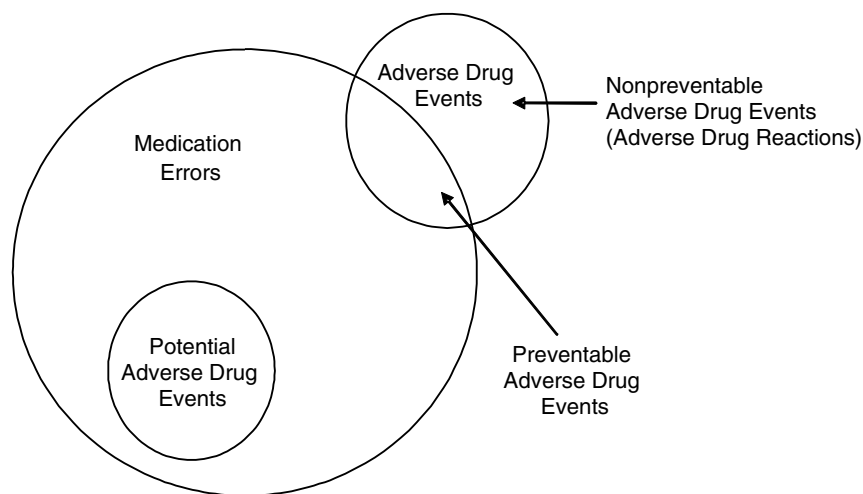 Adverse Drug
Events
Nonpreventable
Adverse Drug Events
(Adverse Drug Reactions)
Medication
Errors
Potential
Adverse Drug
Events
Preventable
Adverse Drug
Events